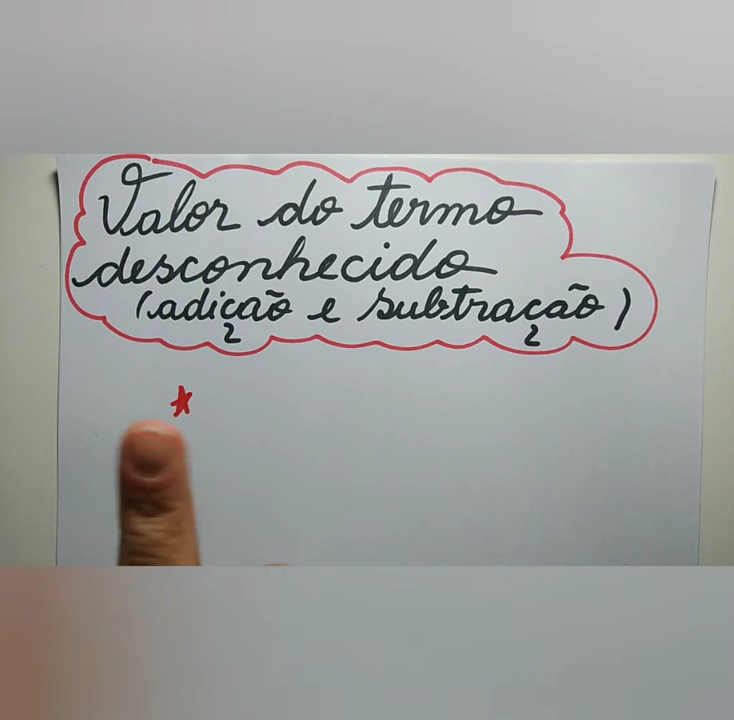 Valor do termo
desconhecido
(adição e subtração)